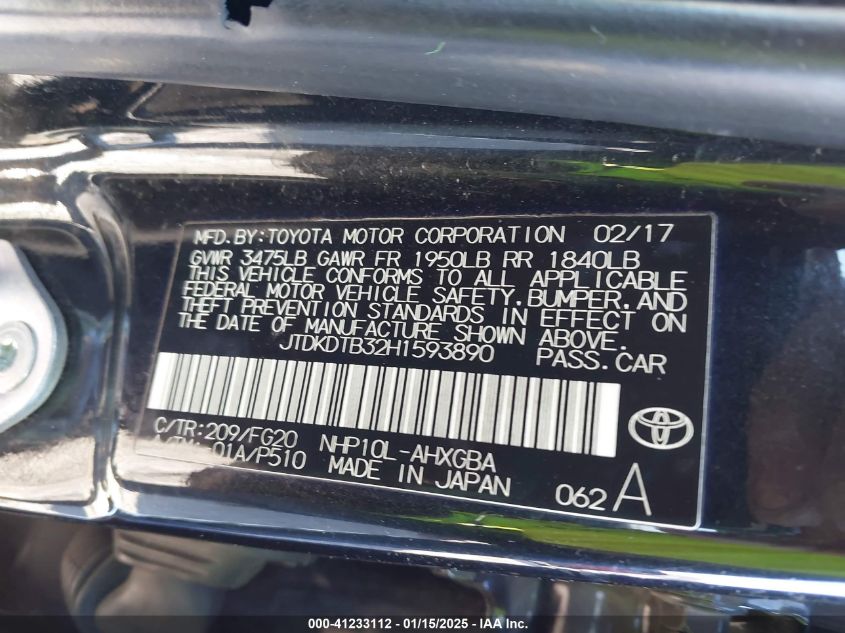 MFD. BY: TOYOTA MOTOR CORPORATION 02/17
GVWR 3475LB GAWR FR 1950LB RR 1840LB
THIS VEHICLE CONFORMS TO ALL APPLICABLE
FEDERAL MOTOR VEHICLE SAFETY, BUMPER, AND
THEFT PREVENTION STANDARDS IN EFFECT ON
THE DATE OF MANUFACTURE SHOWN ABOVE.
JTDKDTB32H1593890 PASS. CAR
C/TR: 209/FG20 NHP10L-AHXGBA
01A/P510 MADE IN JAPAN 062 A
000-41233112 - 01/15/2025 - IAA Inc.